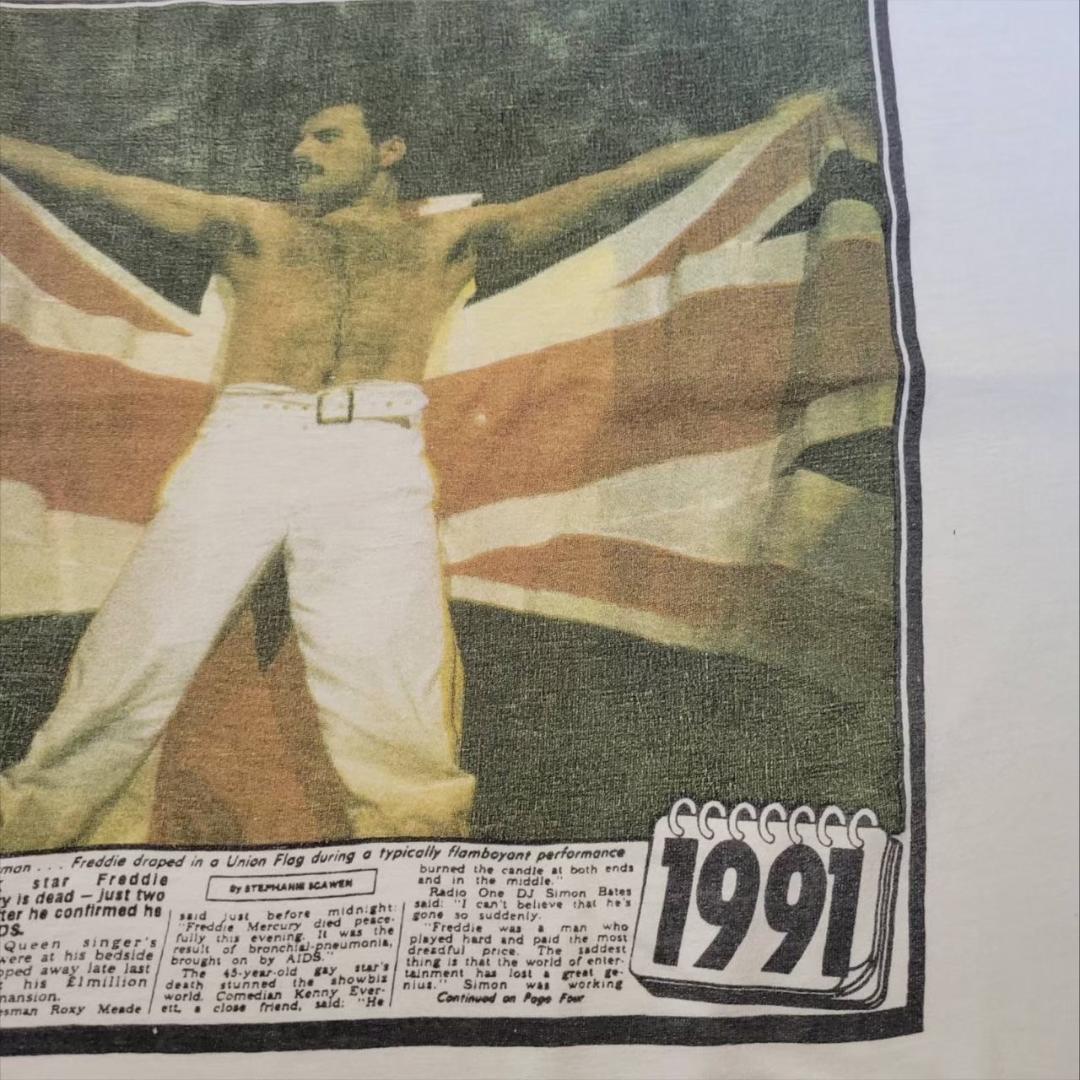 man . . . Freddie draped in a Union Flag during a typically flamboyant performance
star Freddie
y is dead — just two
ter he confirmed he
DS.
Queen singer's
were at his bedside
pped away late last
his £1million
mansion.
esman Roxy Meade
By STEPHANIE SCAWEN
said just before midnight:
"Freddie Mercury died peace-
fully this evening. It was the
result of bronchial-pneumonia,
brought on by AIDS."
The 45-year-old gay star's
death stunned the showbiz
world. Comedian Kenny Ever-
ett, a close friend, said: "He
burned the candle at both ends
and in the middle."
Radio One DJ Simon Bates
said: "I can't believe that he's
gone so suddenly.
"Freddie was a man who
played hard and paid the most
dreadful price. The saddest
thing is that the world of enter-
tainment has lost a great ge-
nius." Simon was working
Continued on Page Four
1991